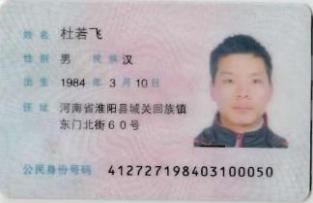 姓名 杜若飞
性别 男 民族 汉
出生 1984 年 3 月 10 日
住址 河南省淮阳县城关回族镇
东门北街60号
公民身份号码 412727198403100050